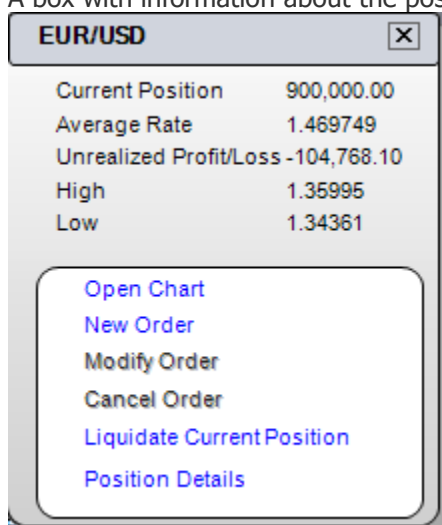 A box with information about the pos
EUR/USD
Current Position 900,000.00
Average Rate 1.469749
Unrealized Profit/Loss -104,768.10
High 1.35995
Low 1.34361
Open Chart
New Order
Modify Order
Cancel Order
Liquidate Current Position
Position Details